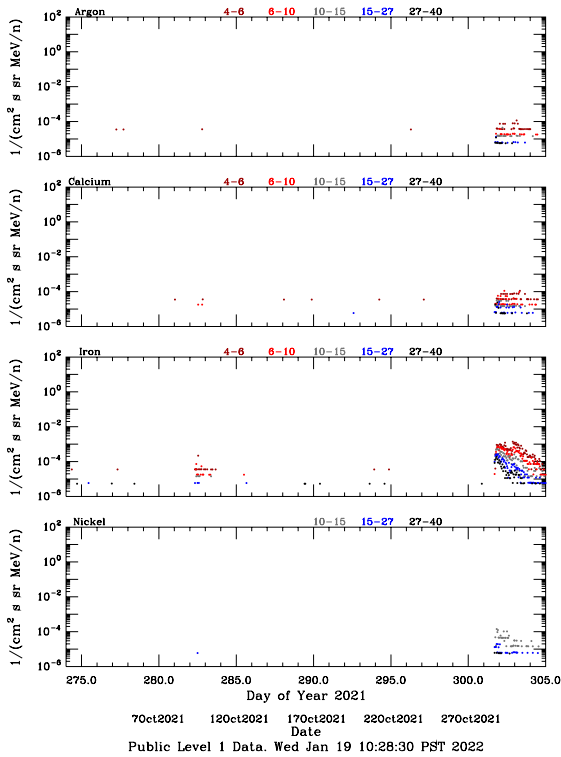 Argon 4-6 6-10 10-15 15-27 27-40
10² 10⁰ 10⁻² 10⁻⁴ 10⁻⁶
1/(cm² s sr MeV/n)
Calcium 4-6 6-10 10-15 15-27 27-40
10² 10⁰ 10⁻² 10⁻⁴ 10⁻⁶
1/(cm² s sr MeV/n)
Iron 4-6 6-10 10-15 15-27 27-40
10² 10⁰ 10⁻² 10⁻⁴ 10⁻⁶
1/(cm² s sr MeV/n)
Nickel 10-15 15-27 27-40
10² 10⁰ 10⁻² 10⁻⁴ 10⁻⁶
1/(cm² s sr MeV/n)
275.0 280.0 285.0 290.0 295.0 300.0 305.0
Day of Year 2021
7Oct2021 12Oct2021 17Oct2021 22Oct2021 27Oct2021
Date
Public Level 1 Data. Wed Jan 19 10:28:30 PST 2022